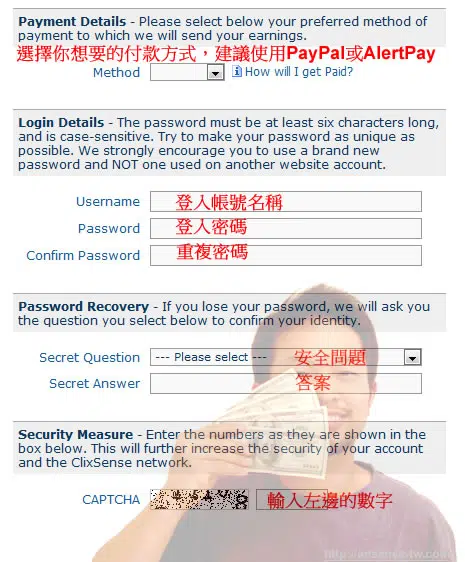 Payment Details - Please select below your preferred method of
payment to which we will send your earnings.
選擇你想要的付款方式，建議使用PayPal或AlertPay
Method
How will I get Paid?
Login Details - The password must be at least six characters long,
and is case-sensitive. Try to make your password as unique as
possible. We strongly encourage you to use a brand new
password and NOT one used on another website account.
Username 登入帳號名稱
Password 登入密碼
Confirm Password 重複密碼
Password Recovery - If you lose your password, we will ask you
the question you select below to confirm your identity.
Secret Question --- Please select --- 安全問題
Secret Answer 答案
Security Measure - Enter the numbers as they are shown in the
box below. This will further increase the security of your account
and the ClixSense network.
CAPTCHA 輸入左邊的數字